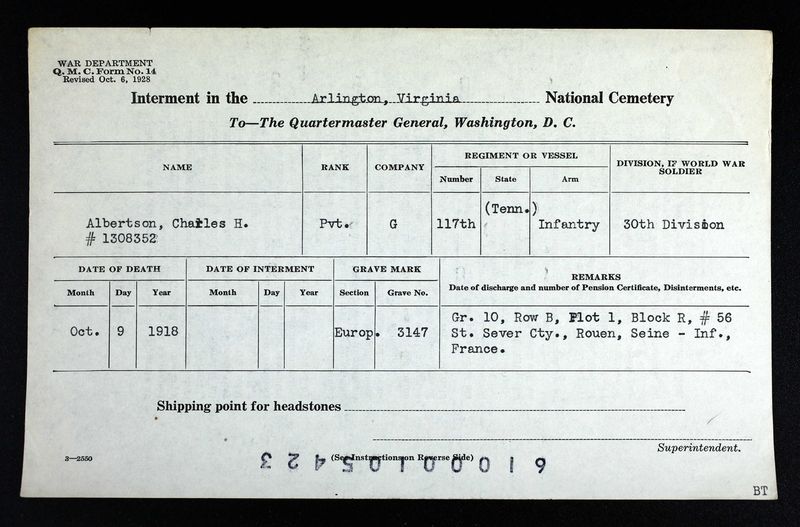 WAR DEPARTMENT
Q. M. C. Form No. 14
Revised Oct. 6, 1928
Interment in the Arlington, Virginia National Cemetery
To—The Quartermaster General, Washington, D. C.
NAME RANK COMPANY REGIMENT OR VESSEL DIVISION, IF WORLD WAR SOLDIER
Number State Arm
Albertson, Charles H. Pvt. G 117th (Tenn.) Infantry 30th Division
# 1308352
DATE OF DEATH DATE OF INTERMENT GRAVE MARK REMARKS
Month Day Year Month Day Year Section Grave No. Date of discharge and number of Pension Certificate, Disinterments, etc.
Oct. 9 1918 Europ. 3147 Gr. 10, Row B, Plot 1, Block R, # 56
St. Sever Cty., Rouen, Seine - Inf.,
France.
Shipping point for headstones
Superintendent.
3—2550 (See Instructions on Reverse Side)
61000105423
BT